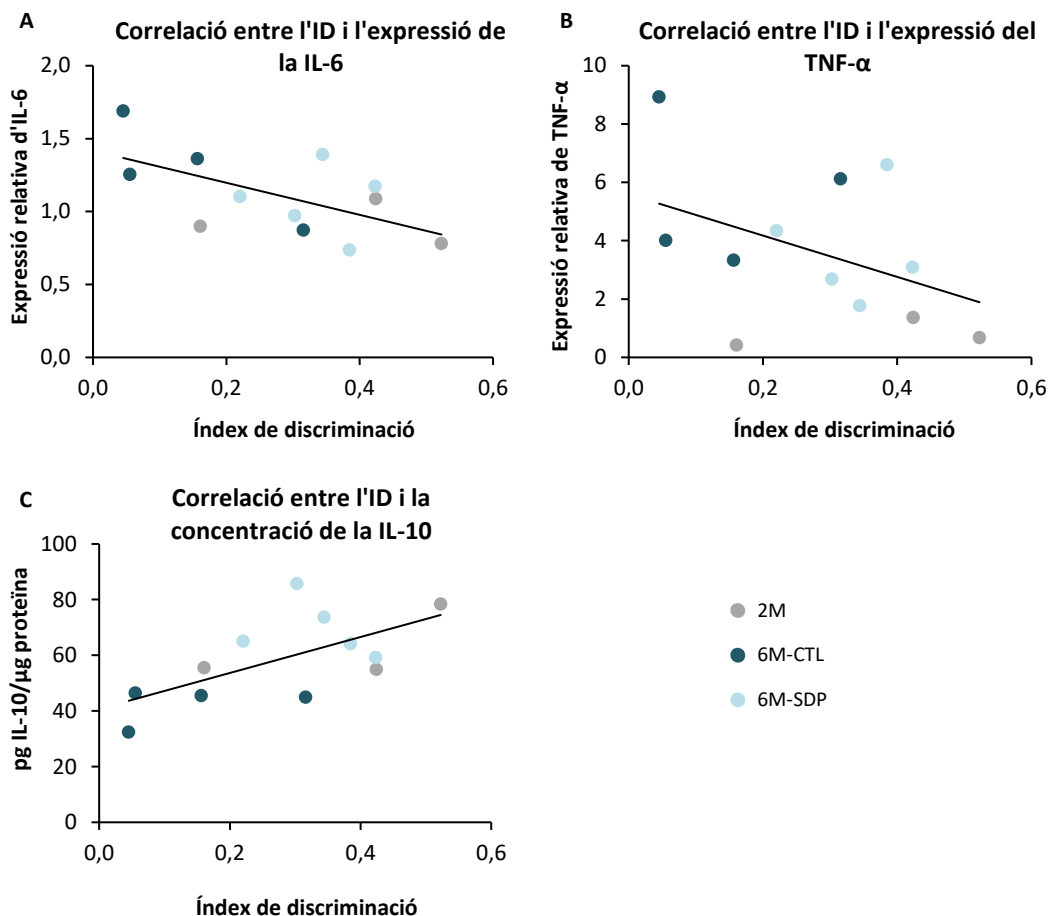 A
Correlació entre l'ID i l'expressió de
la IL-6
Expressió relativa d'IL-6
2,0
1,5
1,0
0,5
0,0
0,0 0,2 0,4 0,6
Índex de discriminació
B
Correlació entre l'ID i l'expressió del
TNF-α
Expressió relativa de TNF-α
10
8
6
4
2
0
0,0 0,2 0,4 0,6
Índex de discriminació
C
Correlació entre l'ID i la
concentració de la IL-10
pg IL-10/µg proteïna
100
80
60
40
20
0
0,0 0,2 0,4 0,6
Índex de discriminació
2M
6M-CTL
6M-SDP